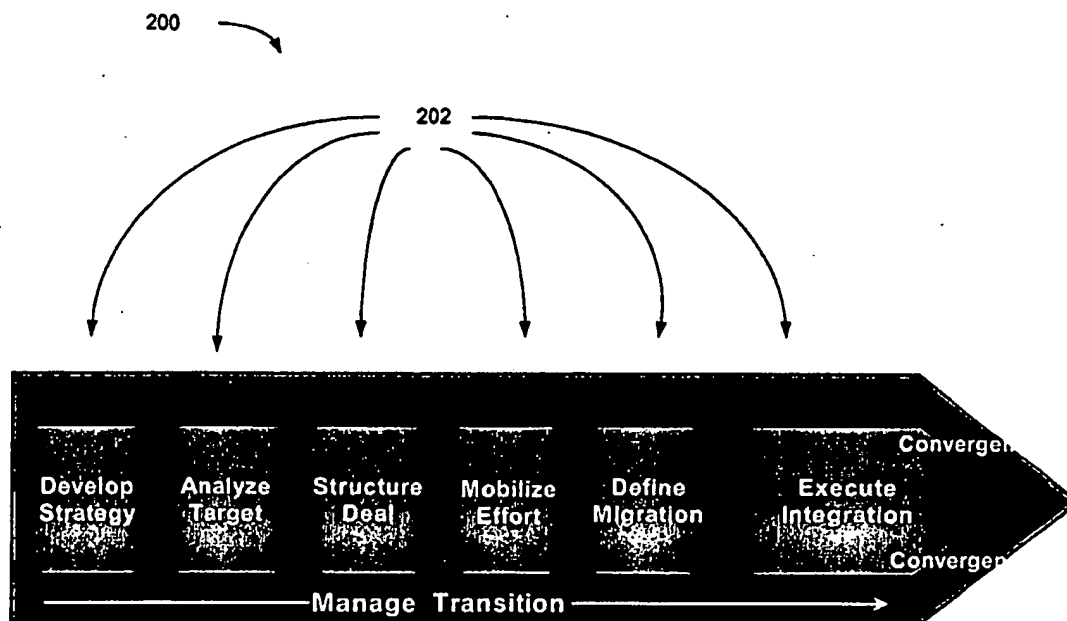 200
202
Develop
Strategy
Analyze
Target
Structure
Deal
Mobilize
Effort
Define
Migration
Execute
Integration
Manage Transition